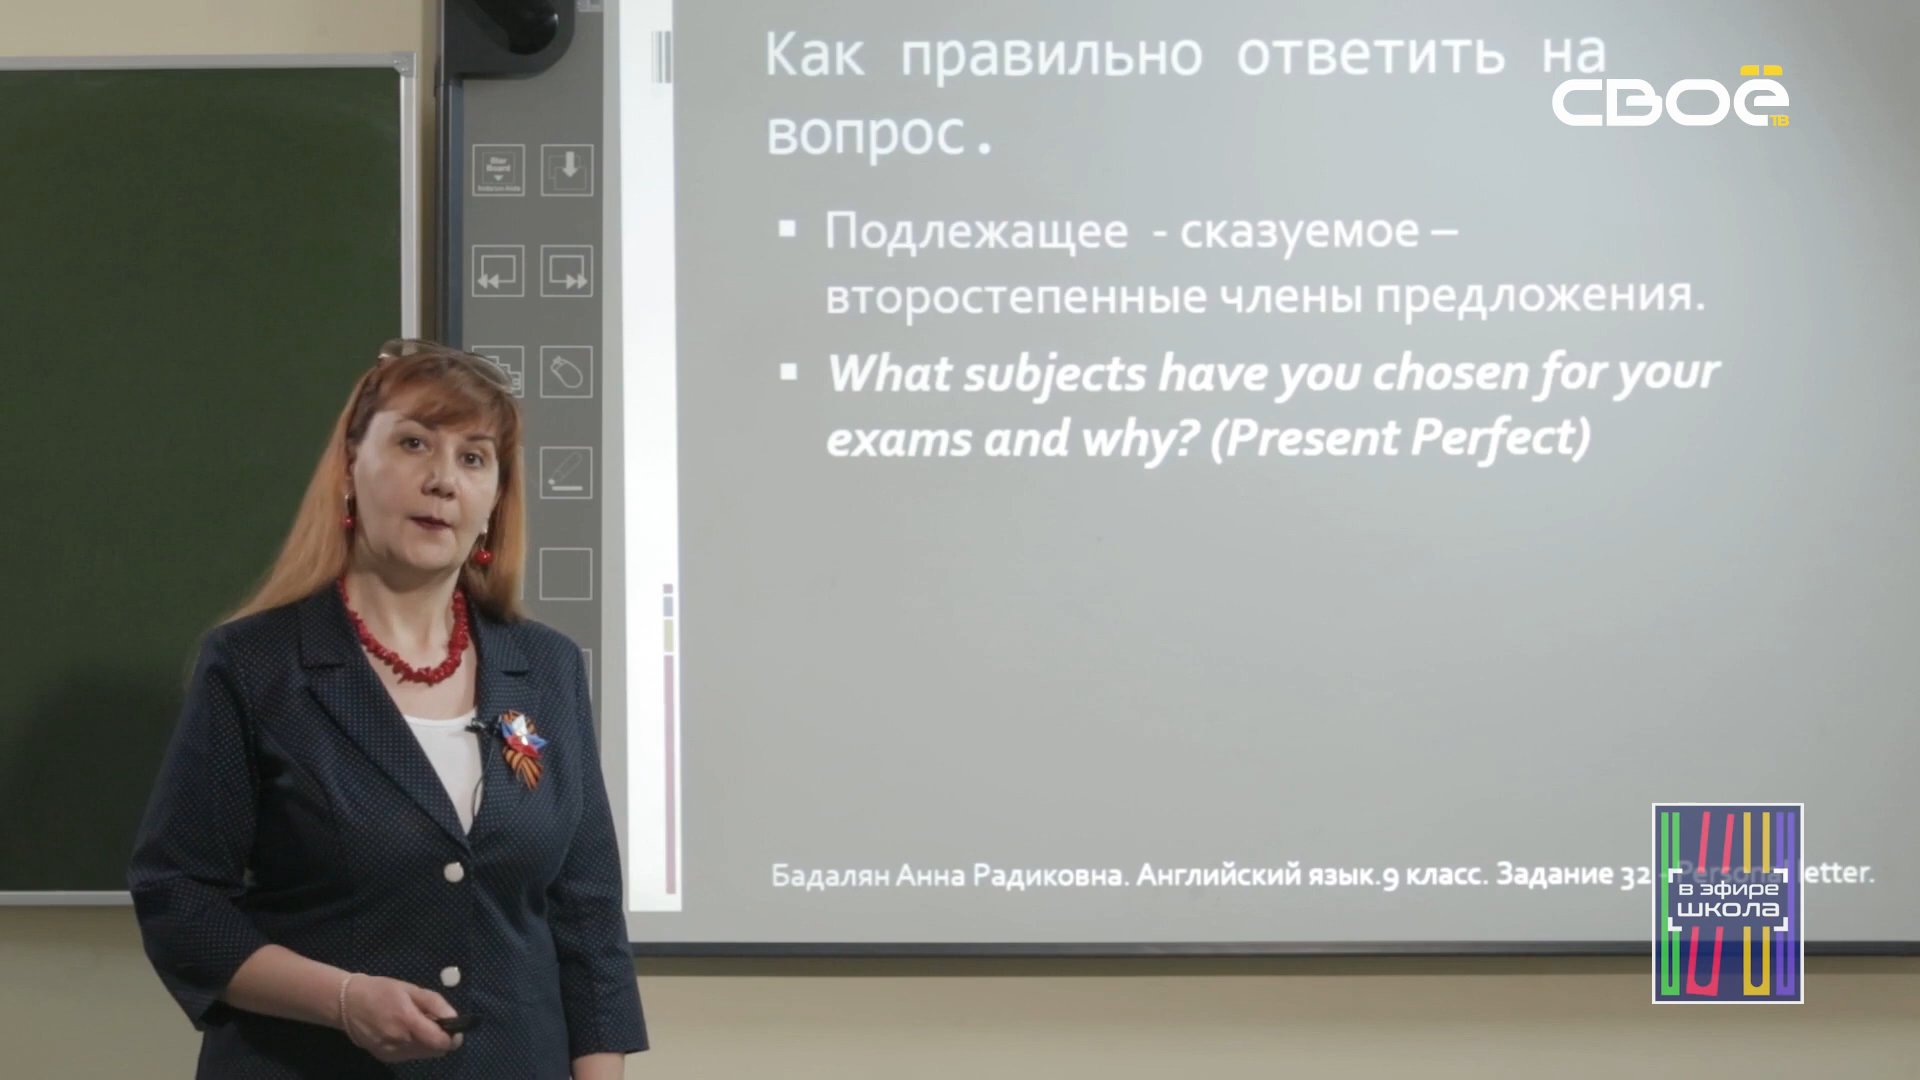 Как правильно ответить на
вопрос.
СВОЁ
ТВ
Подлежащее - сказуемое –
второстепенные члены предложения.
What subjects have you chosen for your
exams and why? (Present Perfect)
Бадалян Анна Радиковна. Английский язык.9 класс. Задание 32 - Personal letter.
в эфире
школа